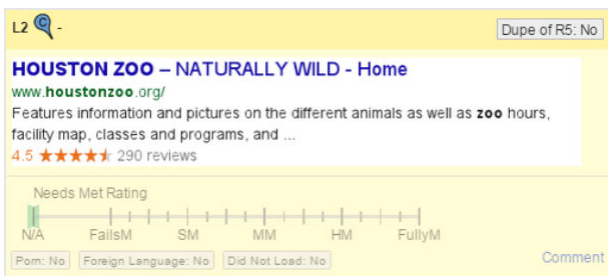 L2 C -
Dupe of R5: No
HOUSTON ZOO – NATURALLY WILD - Home
www.houstonzoo.org/
Features information and pictures on the different animals as well as zoo hours,
facility map, classes and programs, and ...
4.5 ★★★★★ 290 reviews
Needs Met Rating
N/A FailsM SM MM HM FullyM
Porn: No Foreign Language: No Did Not Load: No Comment